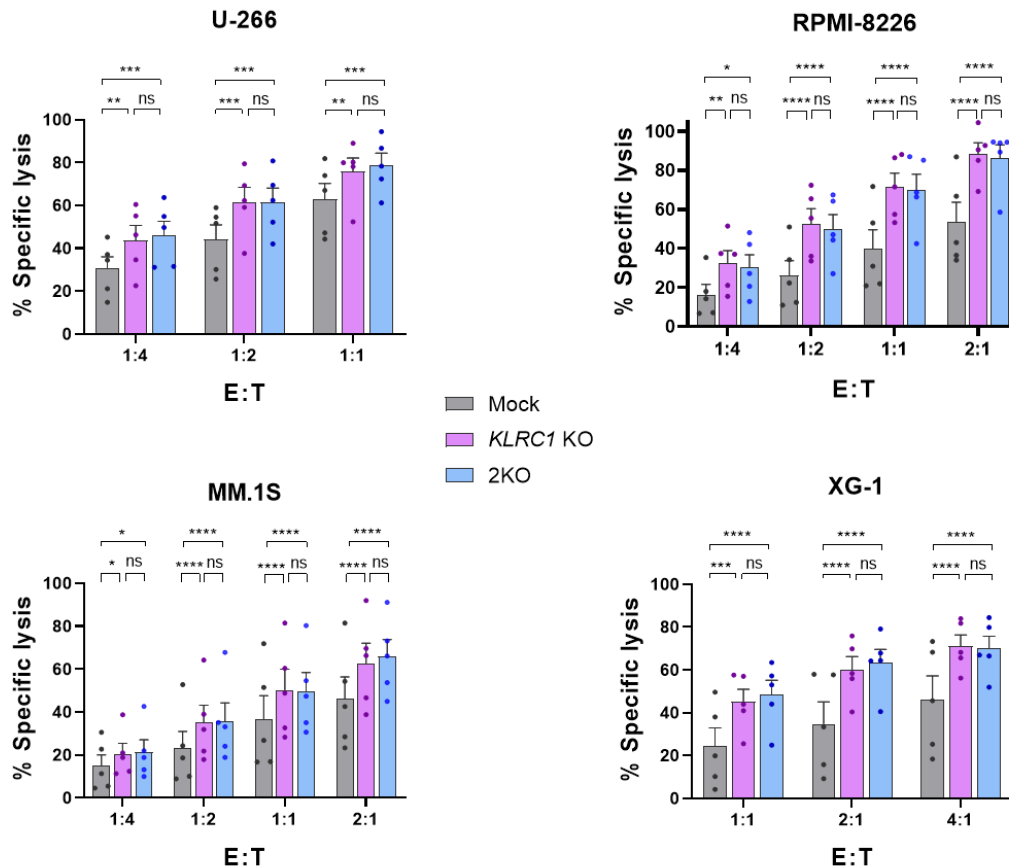 U-266
*** *** ***
** ns *** ns ** ns
% Specific lysis
100
80
60
40
20
0
1:4 1:2 1:1
E:T
RPMI-8226
* **** **** ****
** ns **** ns **** ns **** ns
% Specific lysis
100
80
60
40
20
0
1:4 1:2 1:1 2:1
E:T
Mock
KLRC1 KO
2KO
MM.1S
* **** **** ****
* ns **** ns **** ns **** ns
% Specific lysis
100
80
60
40
20
0
1:4 1:2 1:1 2:1
E:T
XG-1
**** **** ****
*** ns **** ns **** ns
% Specific lysis
100
80
60
40
20
0
1:1 2:1 4:1
E:T